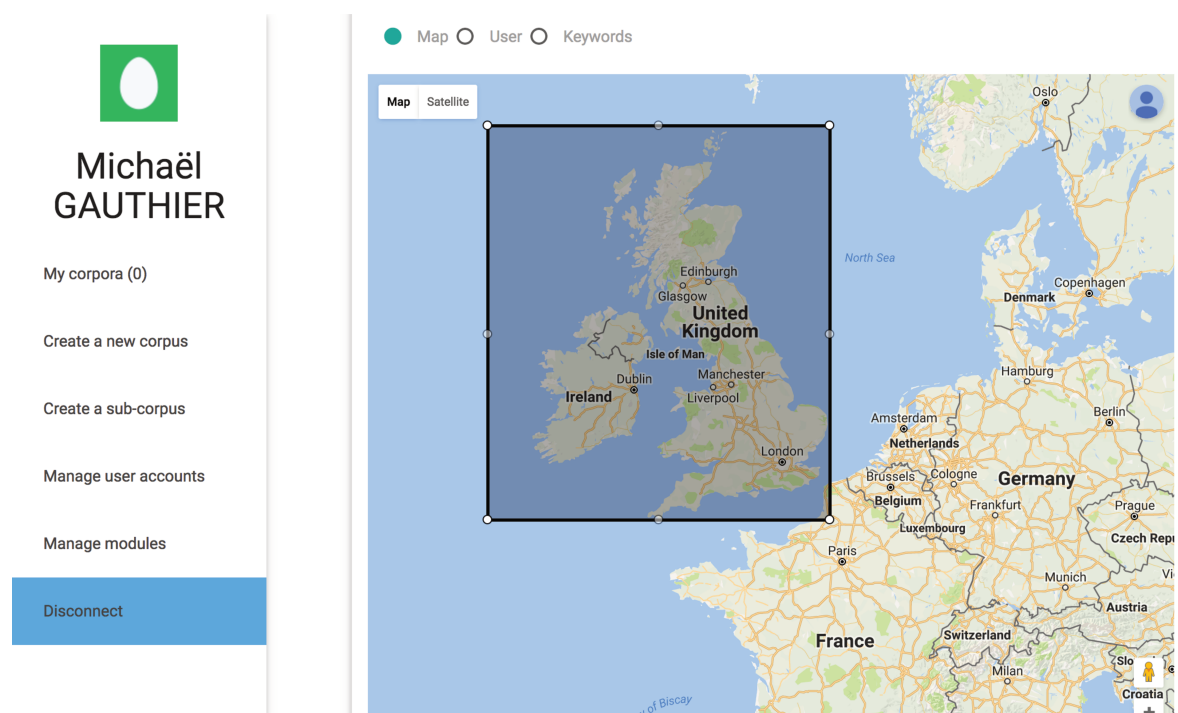 Michaël
GAUTHIER
My corpora (0)
Create a new corpus
Create a sub-corpus
Manage user accounts
Manage modules
Disconnect
Map User Keywords
Map Satellite
Oslo
North Sea
Edinburgh
Glasgow
United
Kingdom
Isle of Man
Dublin
Ireland
Manchester
Liverpool
London
Copenhagen
Denmark
Hamburg
Amsterdam
Berlin
Netherlands
Brussels
Cologne
Germany
Belgium
Frankfurt
Prague
Luxembourg
Czech Repu
Paris
Munich
Vi
Austria
France
Switzerland
Slo
Milan
Croatia
of Biscay